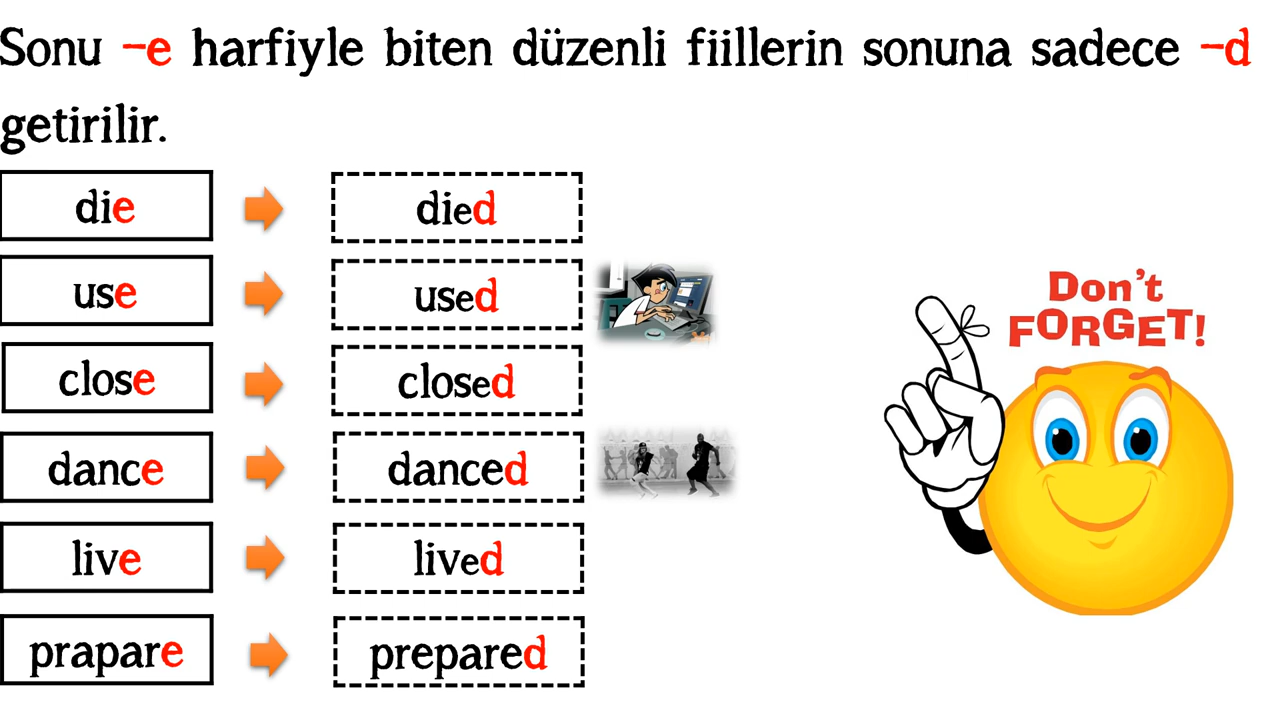 Sonu –e harfiyle biten düzenli fiillerin sonuna sadece –d
getirilir.
die died
use used
close closed
dance danced
live lived
prapare prepared
Don't
FORGET!